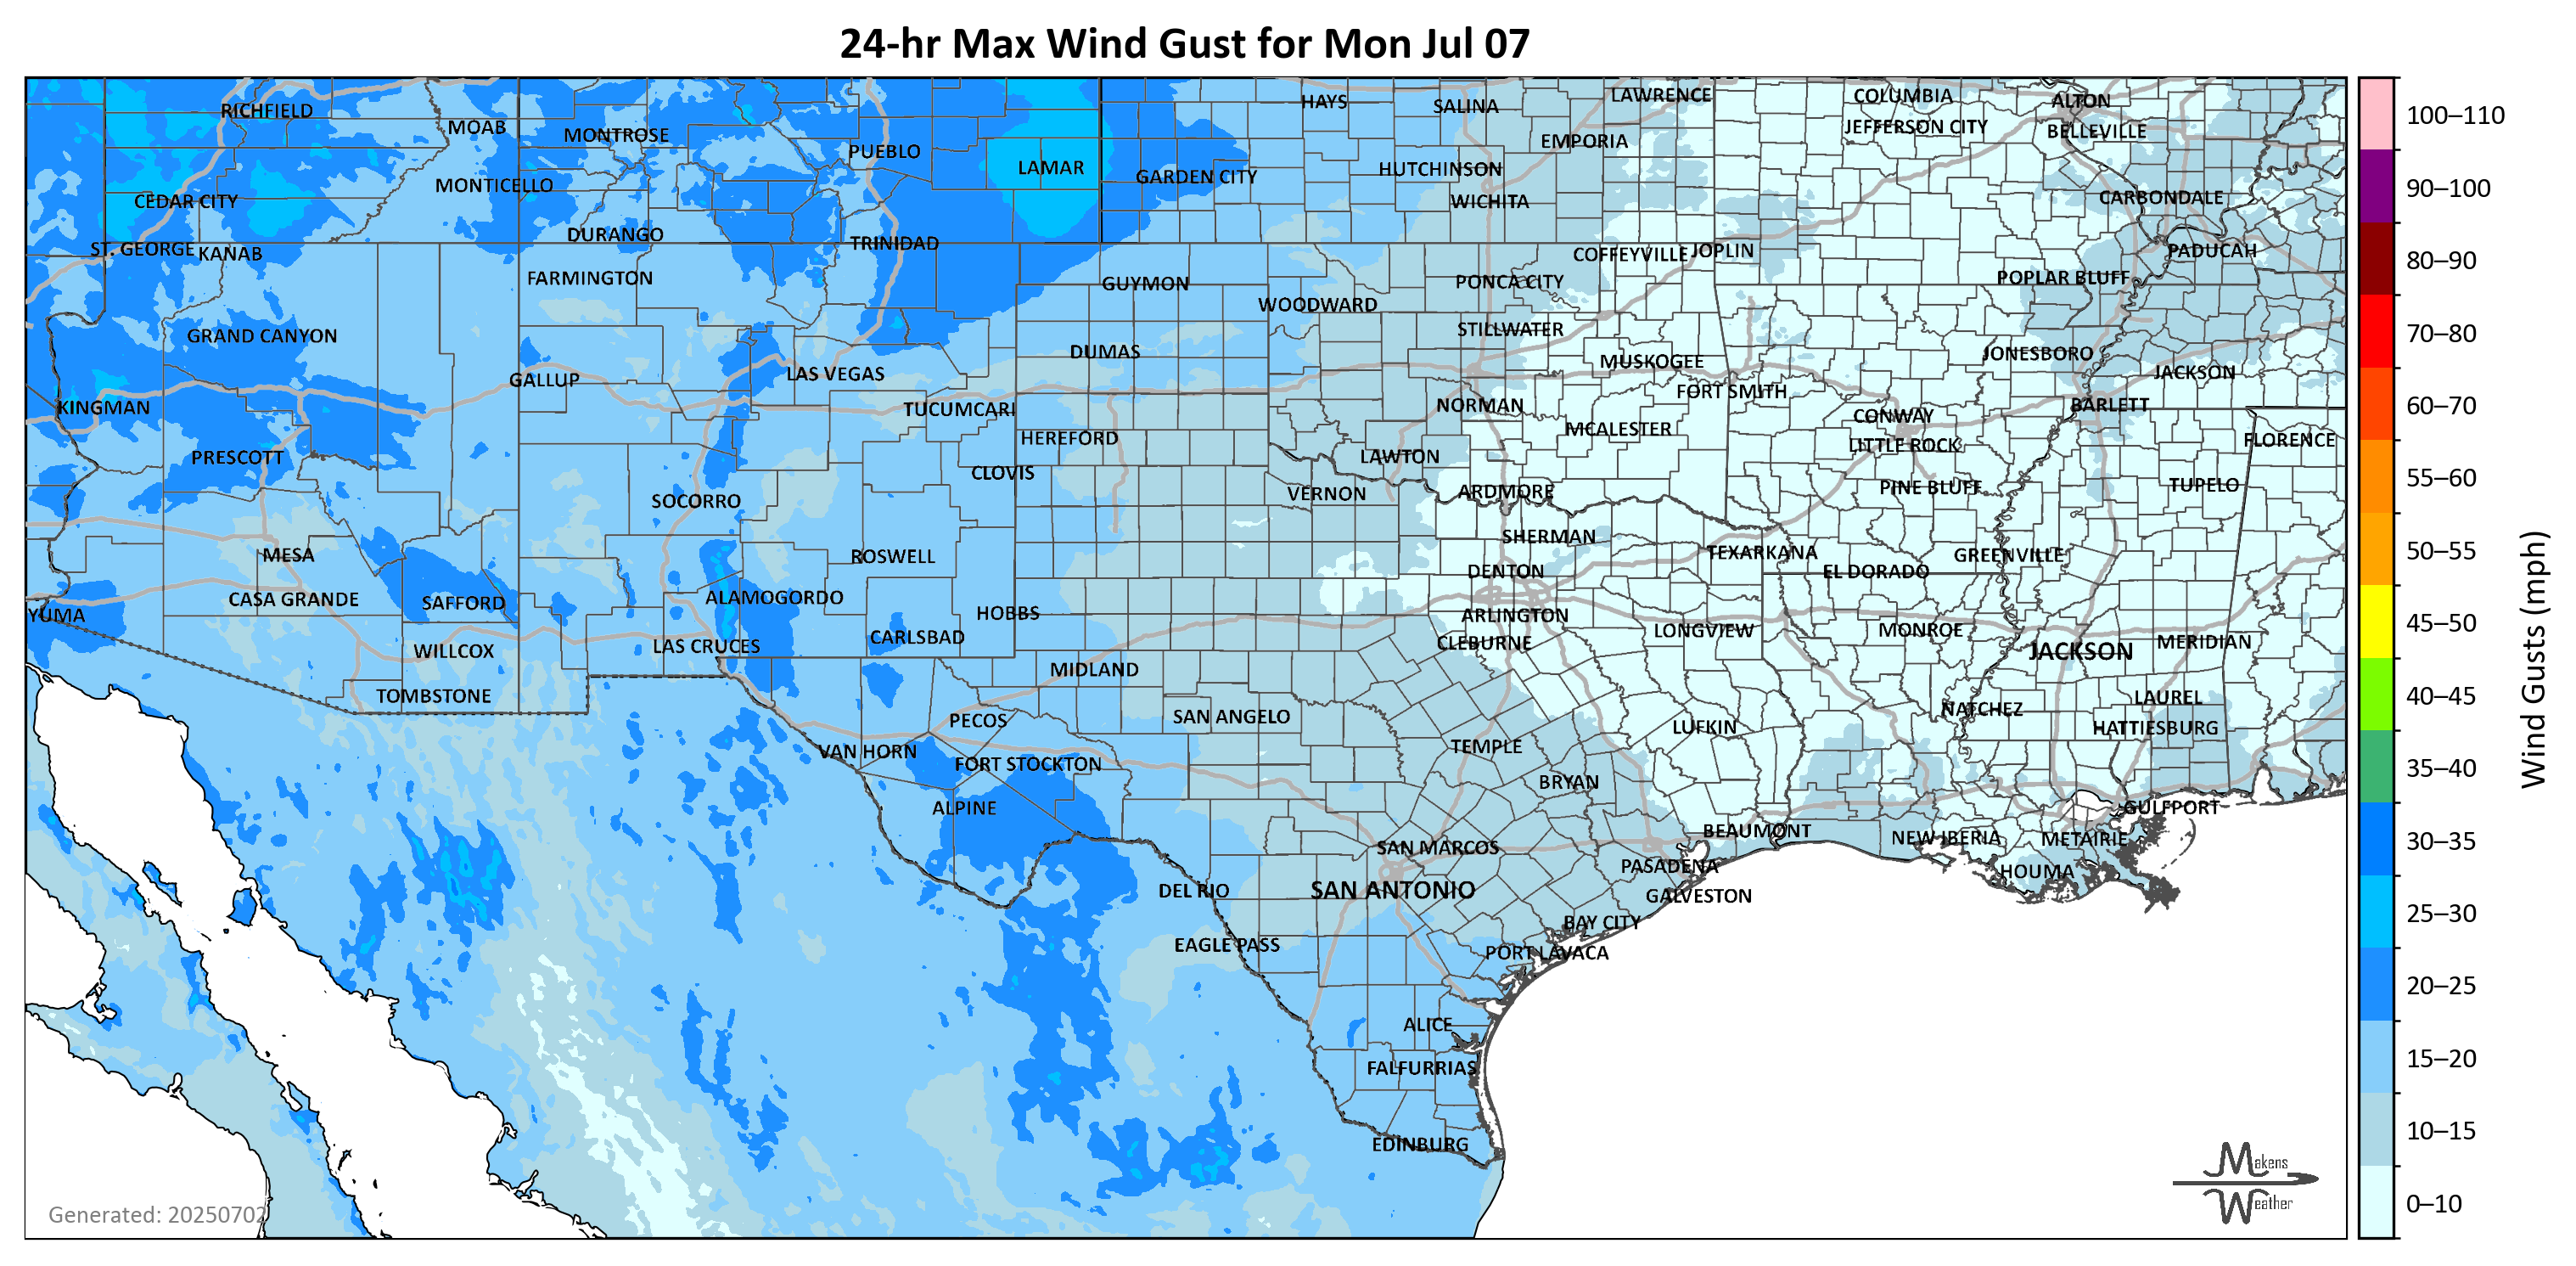 24-hr Max Wind Gust for Mon Jul 07
RICHFIELD
MOAB
MONTROSE
PUEBLO
LAMAR
GARDEN CITY
HAYS
SALINA
LAWRENCE
EMPORIA
HUTCHINSON
WICHITA
COLUMBIA
JEFFERSON CITY
ALTON
BELLEVILLE
CARBONDALE
MONTICELLO
CEDAR CITY
DURANGO
TRINIDAD
ST. GEORGE
KANAB
FARMINGTON
GUYMON
WOODWARD
PONCA CITY
COFFEYVILLE
JOPLIN
POPLAR BLUFF
PADUCAH
GRAND CANYON
DUMAS
STILLWATER
MUSKOGEE
JONESBORO
JACKSON
GALLUP
LAS VEGAS
FORT SMITH
KINGMAN
TUCUMCARI
NORMAN
CONWAY
BARLETT
HEREFORD
MCALESTER
LITTLE ROCK
FLORENCE
PRESCOTT
CLOVIS
LAWTON
SOCORRO
VERNON
ARDMORE
PINE BLUFF
TUPELO
MESA
ROSWELL
SHERMAN
TEXARKANA
GREENVILLE
DENTON
EL DORADO
CASA GRANDE
SAFFORD
ALAMOGORDO
YUMA
HOBBS
ARLINGTON
CARLSBAD
CLEBURNE
LONGVIEW
MONROE
JACKSON
MERIDIAN
WILLCOX
LAS CRUCES
MIDLAND
TOMBSTONE
PECOS
SAN ANGELO
LUFKIN
NATCHEZ
LAUREL
HATTIESBURG
VAN HORN
FORT STOCKTON
TEMPLE
BRYAN
ALPINE
GULFPORT
BEAUMONT
NEW IBERIA
METAIRIE
SAN MARCOS
PASADENA
HOUMA
DEL RIO
SAN ANTONIO
GALVESTON
BAY CITY
EAGLE PASS
PORT LAVACA
ALICE
FALFURRIAS
EDINBURG
Generated: 20250702
Makens
Weather
100–110
90–100
80–90
70–80
60–70
55–60
50–55
45–50
40–45
35–40
30–35
25–30
20–25
15–20
10–15
0–10
Wind Gusts (mph)